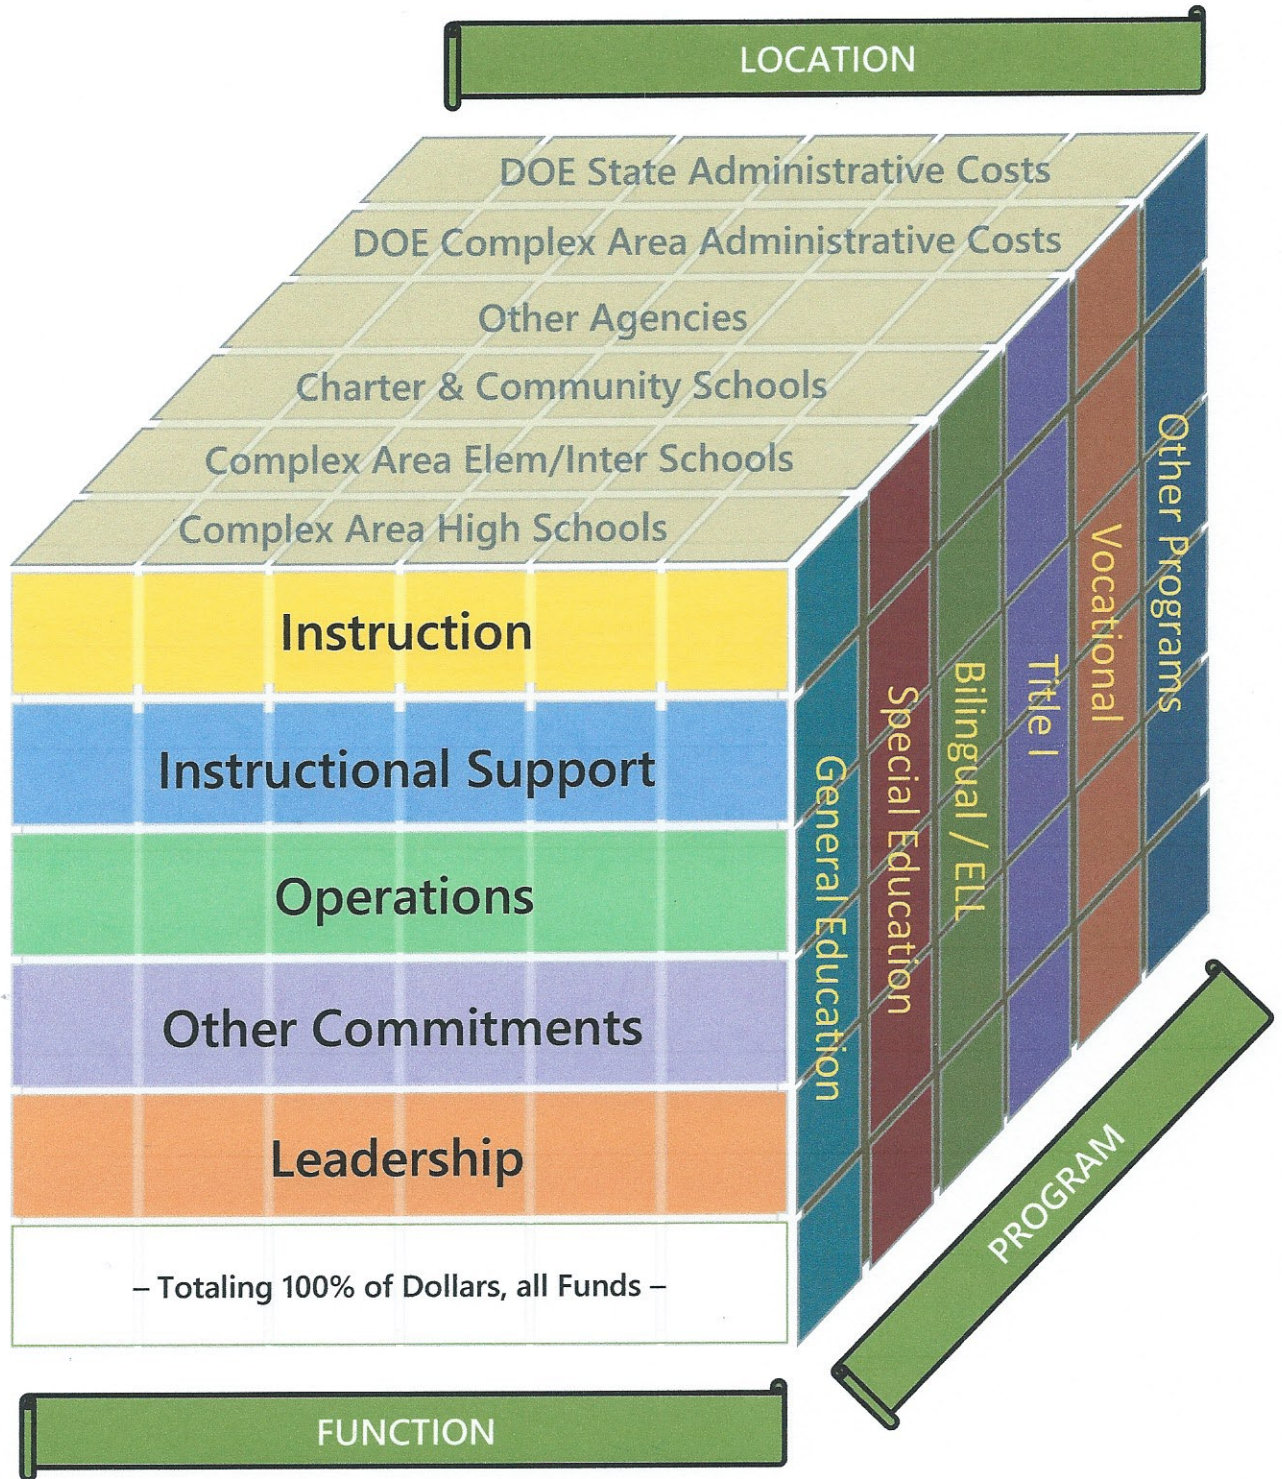 LOCATION
DOE State Administrative Costs
DOE Complex Area Administrative Costs
Other Agencies
Charter & Community Schools
Complex Area Elem/Inter Schools
Complex Area High Schools
Instruction
Instructional Support
Operations
Other Commitments
Leadership
– Totaling 100% of Dollars, all Funds –
General Education
Special Education
Bilingual / ELL
Title I
Vocational
Other Programs
PROGRAM
FUNCTION